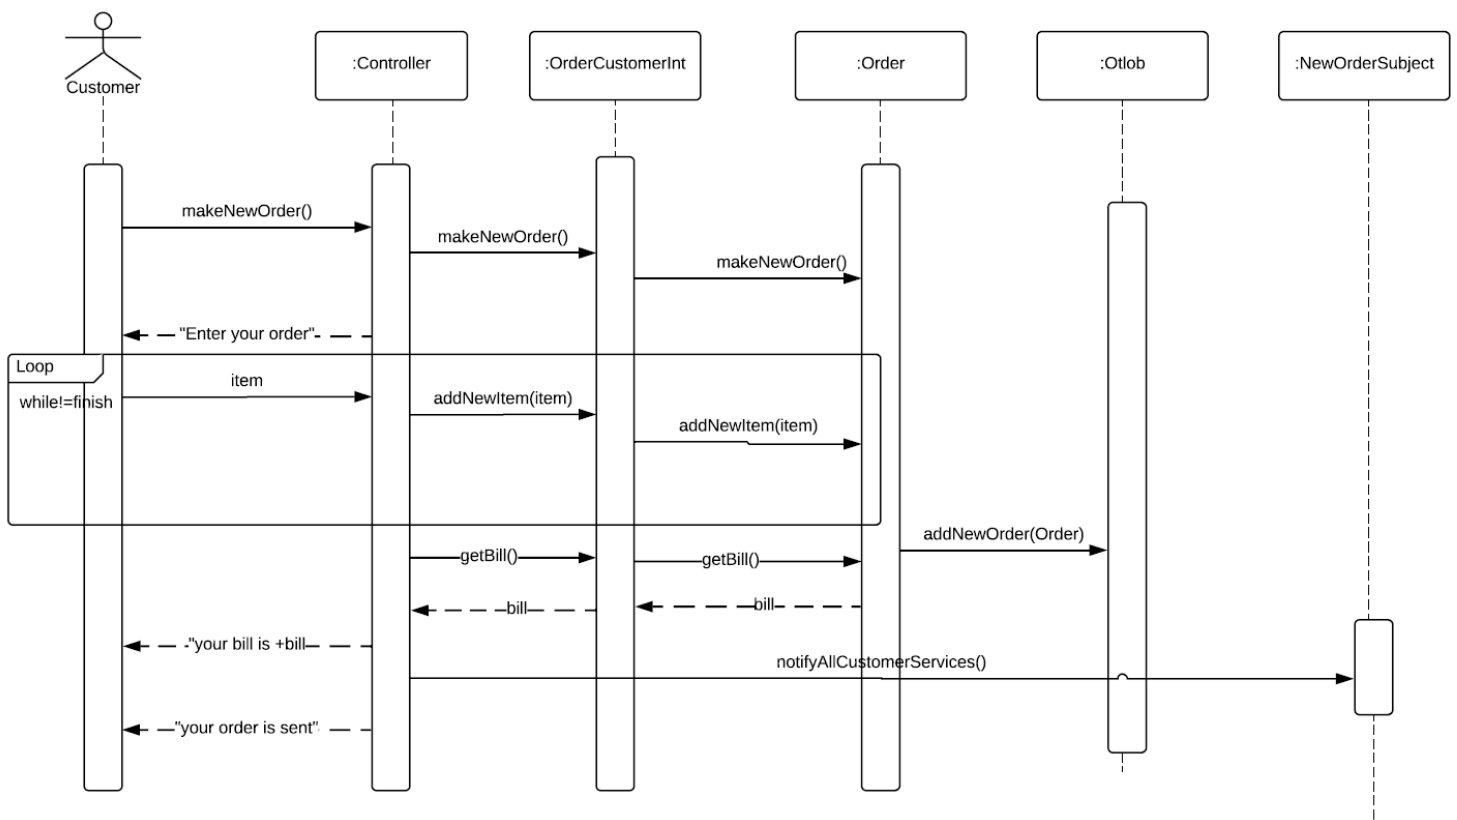 Customer
:Controller
:OrderCustomerInt
:Order
:Otlob
:NewOrderSubject
makeNewOrder()
makeNewOrder()
makeNewOrder()
"Enter your order"
Loop
while!=finish
item
addNewItem(item)
addNewItem(item)
addNewOrder(Order)
getBill()
getBill()
bill
bill
"your bill is +bill
notifyAllCustomerServices()
"your order is sent"